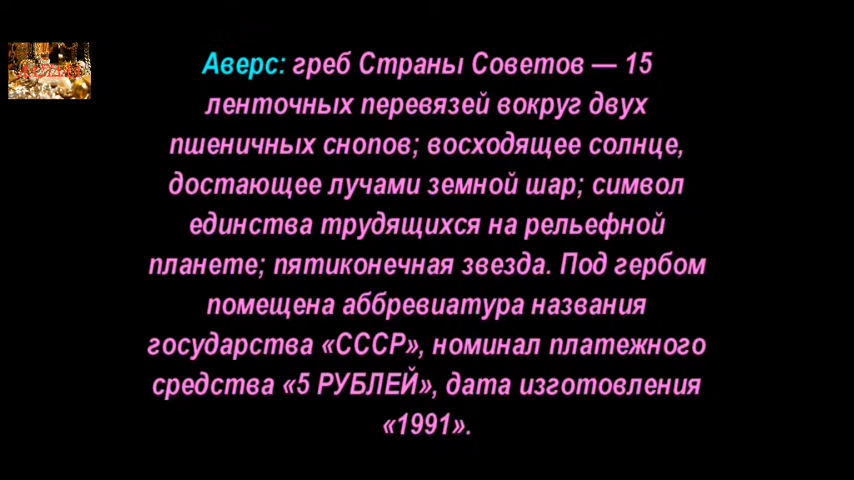 Аверс: греб Страны Советов — 15
ленточных перевязей вокруг двух
пшеничных снопов; восходящее солнце,
достающее лучами земной шар; символ
единства трудящихся на рельефной
планете; пятиконечная звезда. Под гербом
помещена аббревиатура названия
государства «СССР», номинал платежного
средства «5 РУБЛЕЙ», дата изготовления
«1991».